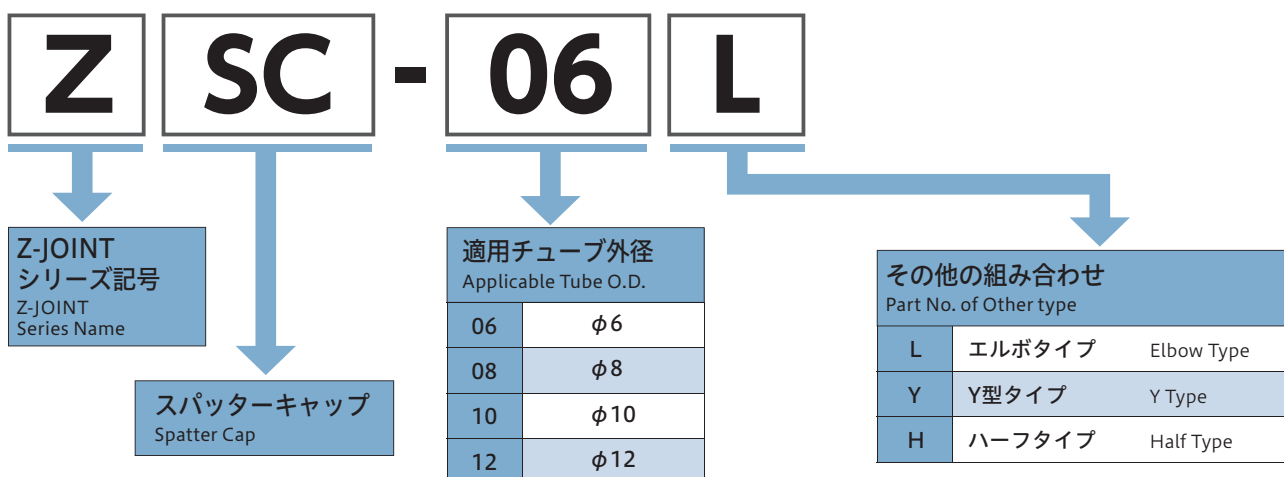 Z SC - 06 L
Z-JOINT
シリーズ記号
Z-JOINT
Series Name
スパッターキャップ
Spatter Cap
適用チューブ外径
Applicable Tube O.D.
06 φ6
08 φ8
10 φ10
12 φ12
その他の組み合わせ
Part No. of Other type
L エルボタイプ Elbow Type
Y Y型タイプ Y Type
H ハーフタイプ Half Type